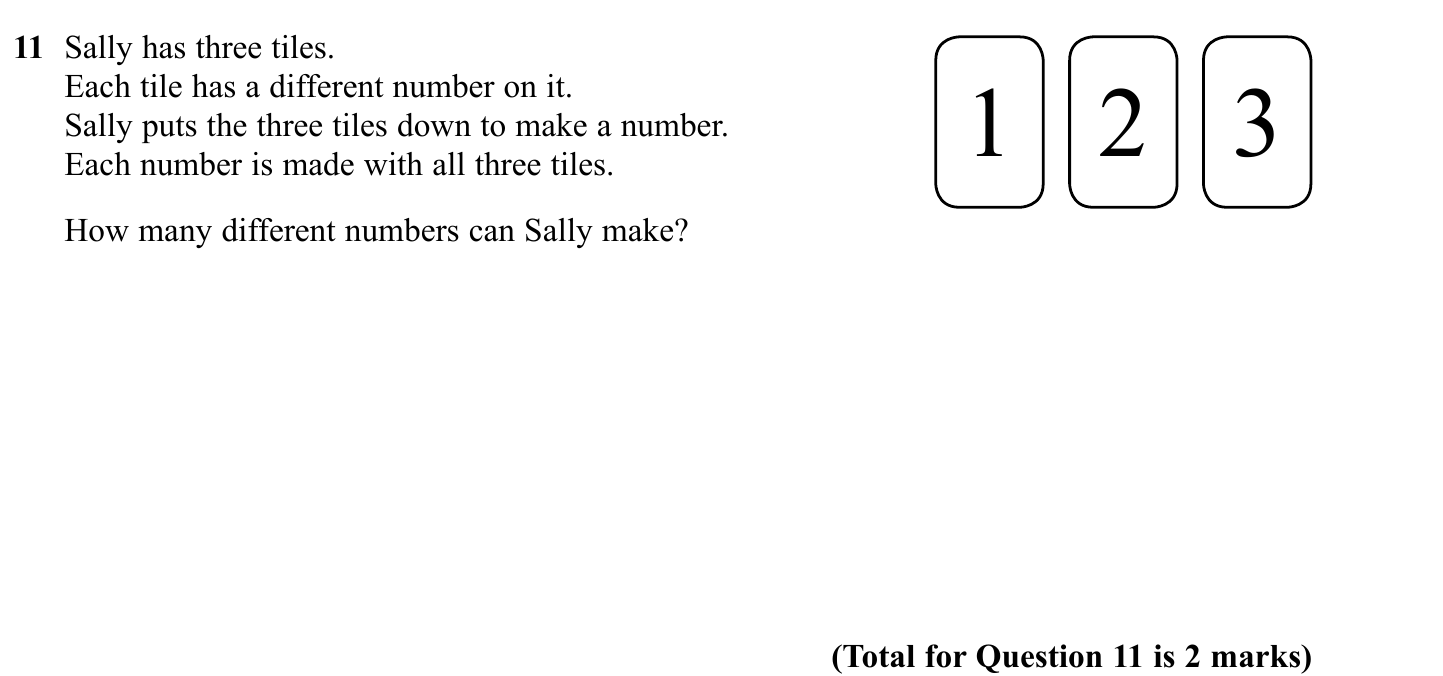 11 Sally has three tiles.
Each tile has a different number on it.
Sally puts the three tiles down to make a number.
Each number is made with all three tiles.
How many different numbers can Sally make?
1 2 3
(Total for Question 11 is 2 marks)